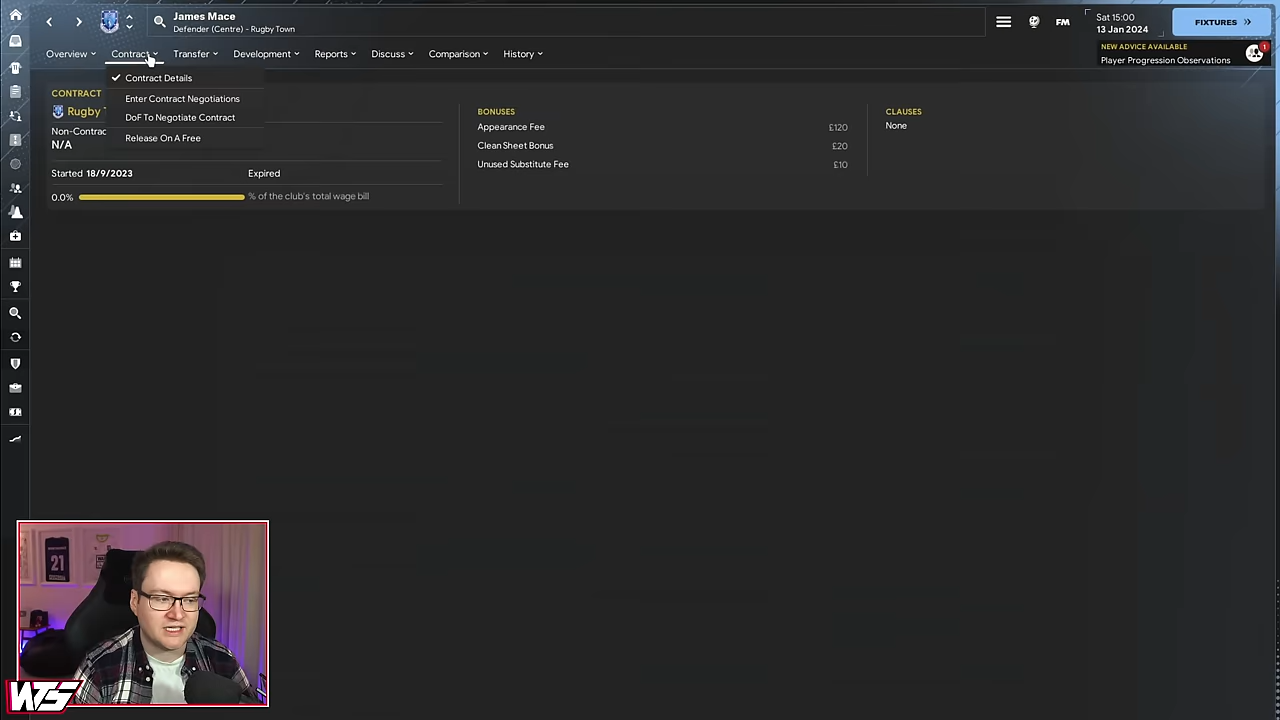 James Mace
Defender (Centre) - Rugby Town
FM
Sat 15:00
13 Jan 2024
FIXTURES
NEW ADVICE AVAILABLE
Player Progression Observations
1
Overview
Contract
Transfer
Development
Reports
Discuss
Comparison
History
Contract Details
Enter Contract Negotiations
DoF To Negotiate Contract
Release On A Free
CONTRACT
Rugby
Non-Contrac
N/A
Started 18/9/2023
Expired
0.0%
% of the club's total wage bill
BONUSES
Appearance Fee £120
Clean Sheet Bonus £20
Unused Substitute Fee £10
CLAUSES
None
21
WTS